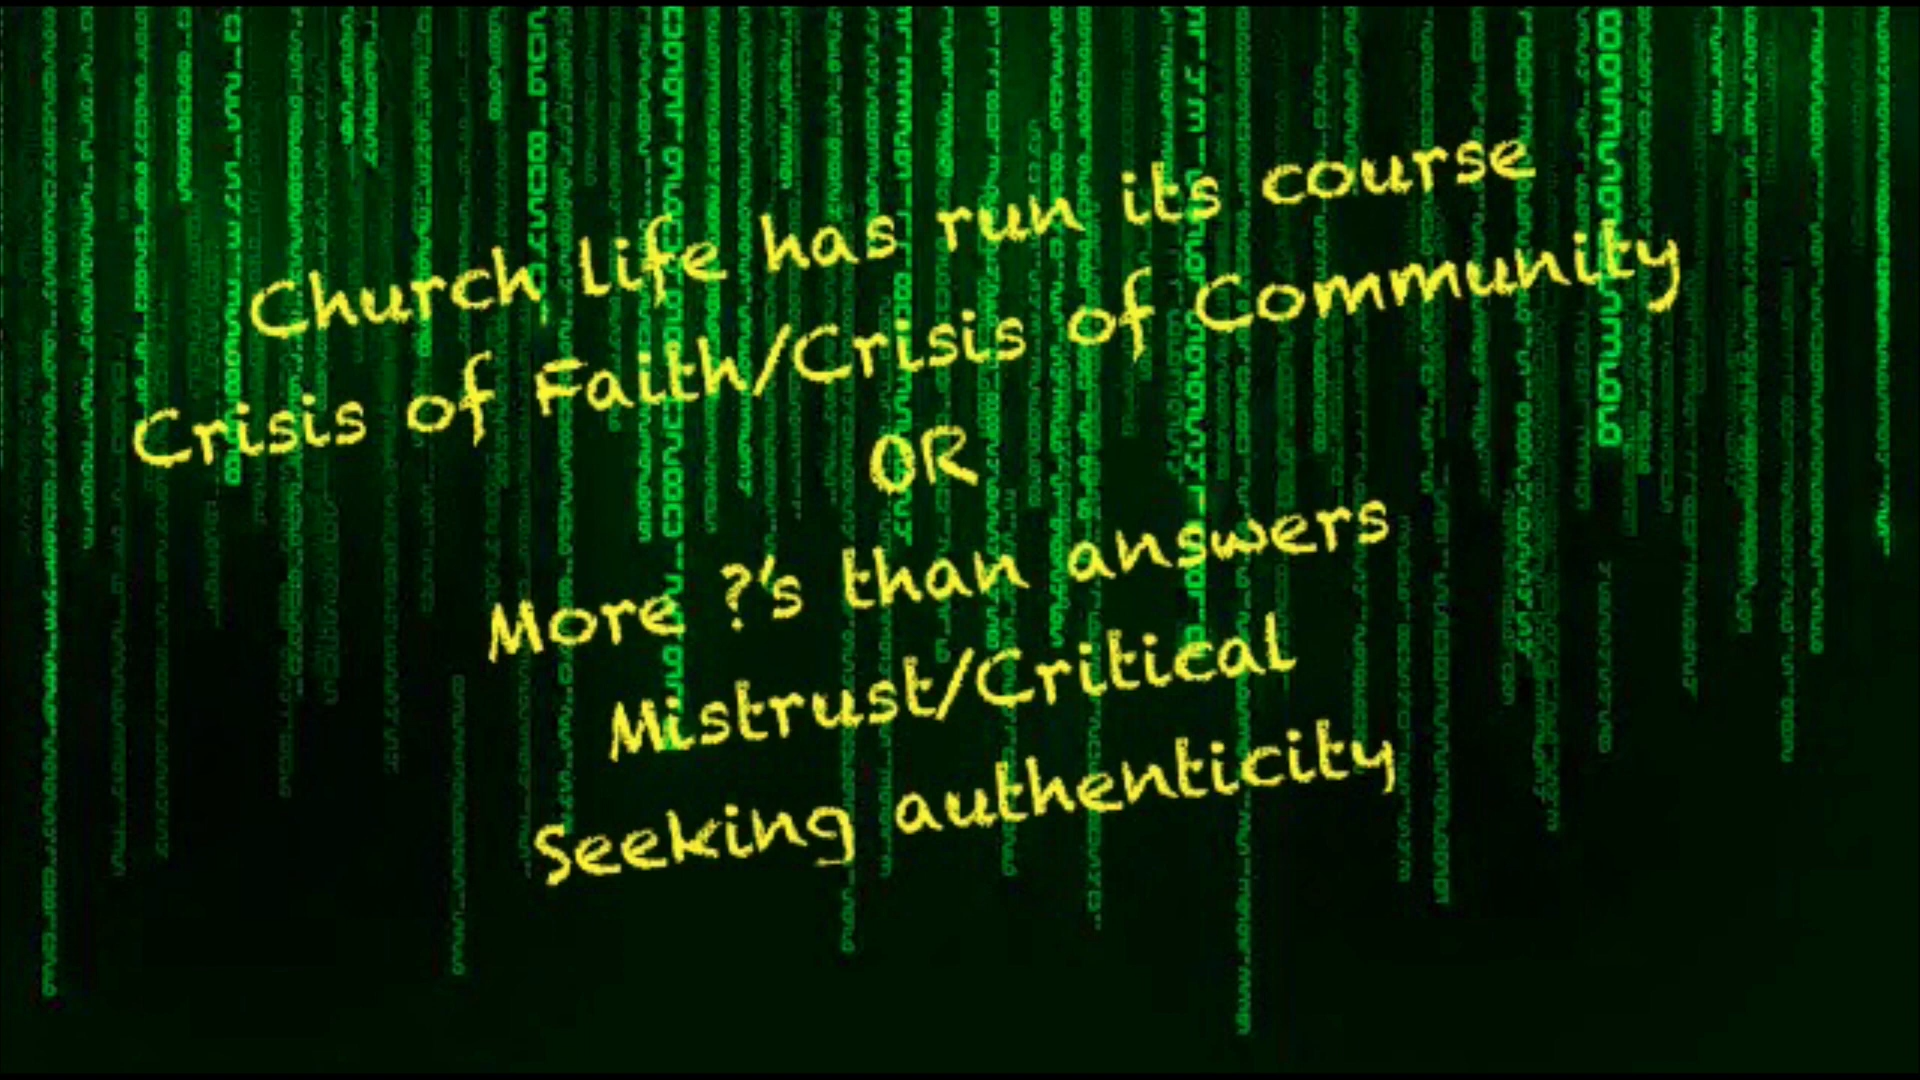 Church life has run its course
Crisis of Faith/Crisis of Community
OR
More ?'s than answers
Mistrust/Critical
Seeking authenticity